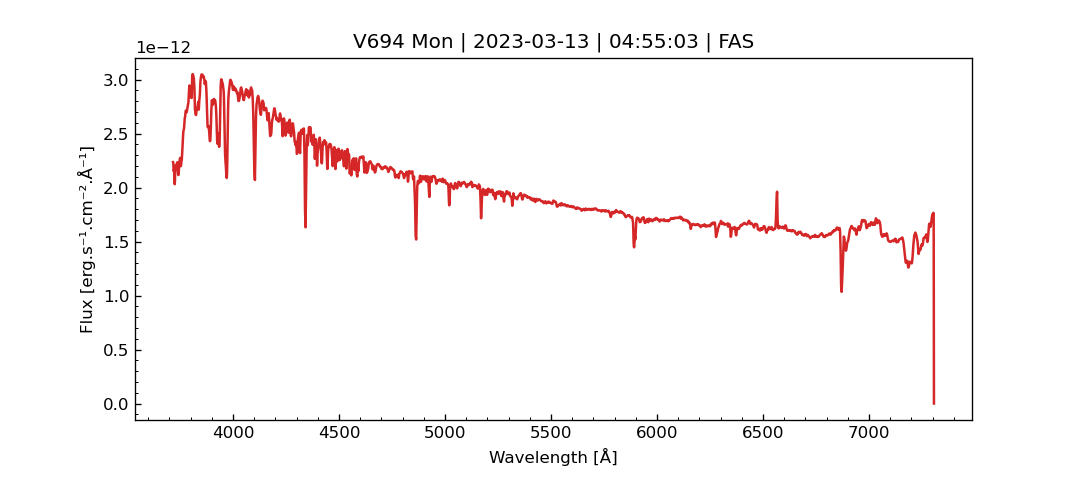 V694 Mon | 2023-03-13 | 04:55:03 | FAS
1e−12
3.0
2.5
2.0
1.5
1.0
0.5
0.0
Flux [erg.s⁻¹.cm⁻².Å⁻¹]
4000 4500 5000 5500 6000 6500 7000
Wavelength [Å]